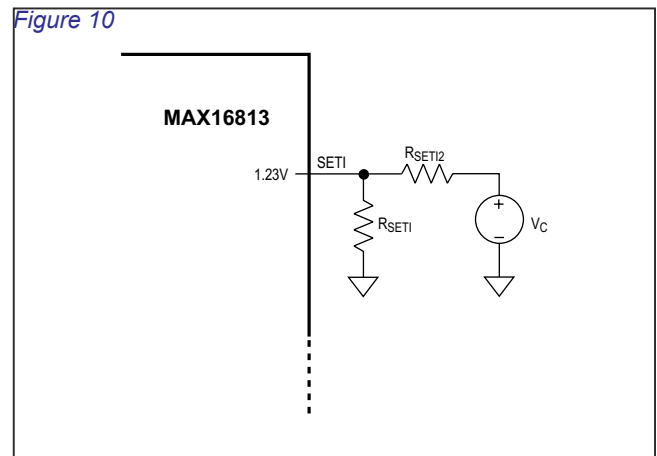 Figure 10
MAX16813
1.23V
SETI
RSETI2
RSETI
+
−
VC